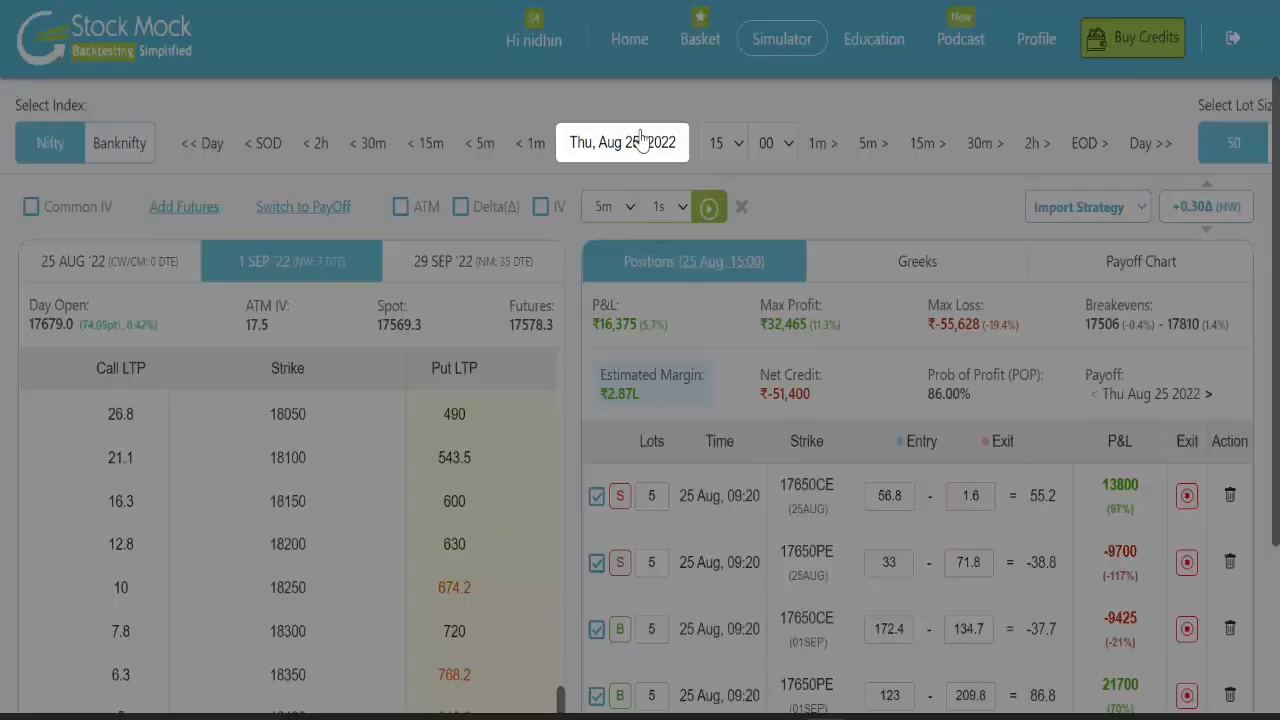 Stock Mock
Backtesting Simplified
54
Hi nidhin
Home
Basket
Simulator
Education
New
Podcast
Profile
Buy Credits
Select Index:
Select Lot Siz
Nifty
Banknifty
<< Day
< SOD
< 2h
< 30m
< 15m
< 5m
< 1m
Thu, Aug 25 2022
15
00
1m >
5m >
15m >
30m >
2h >
EOD >
Day >>
50
Common IV
Add Futures
Switch to PayOff
ATM
Delta(Δ)
IV
5m
1s
Import Strategy
+0.30Δ (NW)
25 AUG '22 (CW/CM: 0 DTE)
1 SEP '22 (NW: 7 DTE)
29 SEP '22 (NM: 35 DTE)
Positions (25 Aug, 15:00)
Greeks
Payoff Chart
Day Open:
17679.0 (74.05pt↑, 0.42%)
ATM IV:
17.5
Spot:
17569.3
Futures:
17578.3
P&L:
₹16,375 (5.7%)
Max Profit:
₹32,465 (11.3%)
Max Loss:
₹-55,628 (-19.4%)
Breakevens:
17506 (-0.4%) - 17810 (1.4%)
Estimated Margin:
₹2.87L
Net Credit:
₹-51,400
Prob of Profit (POP):
86.00%
Payoff:
< Thu Aug 25 2022 >
Call LTP Strike Put LTP
26.8 18050 490
21.1 18100 543.5
16.3 18150 600
12.8 18200 630
10 18250 674.2
7.8 18300 720
6.3 18350 768.2
Lots Time Strike Entry Exit P&L Exit Action
S 5 25 Aug, 09:20 17650CE (25AUG) 56.8 - 1.6 = 55.2 13800 (97%)
S 5 25 Aug, 09:20 17650PE (25AUG) 33 - 71.8 = -38.8 -9700 (-117%)
B 5 25 Aug, 09:20 17650CE (01SEP) 172.4 - 134.7 = -37.7 -9425 (-21%)
B 5 25 Aug, 09:20 17650PE (01SEP) 123 - 209.8 = 86.8 21700 (70%)